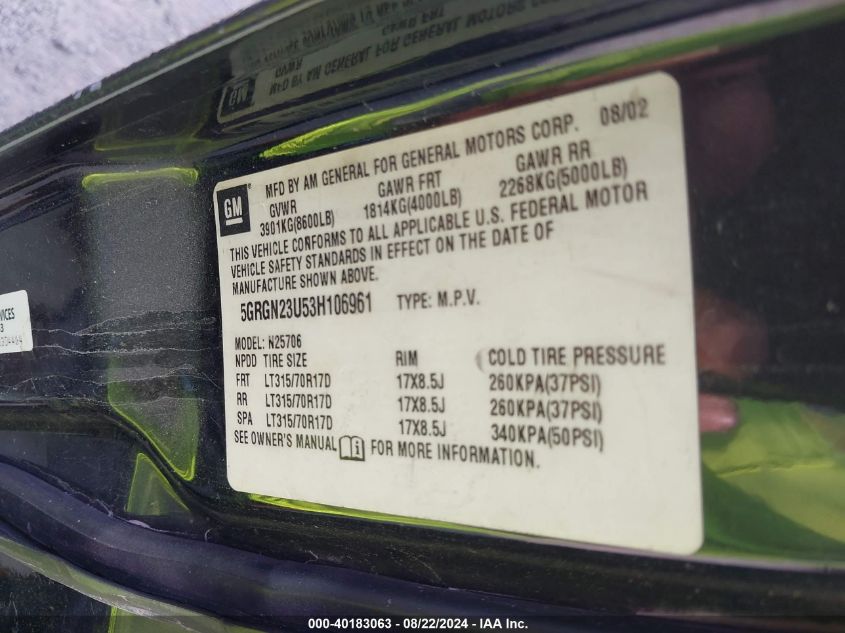 GM
MFD BY AM GENERAL FOR GENERAL MOTORS CORP. 08/02
GVWR GAWR FRT GAWR RR
3901KG(8600LB) 1814KG(4000LB) 2268KG(5000LB)
THIS VEHICLE CONFORMS TO ALL APPLICABLE U.S. FEDERAL MOTOR
VEHICLE SAFETY STANDARDS IN EFFECT ON THE DATE OF
MANUFACTURE SHOWN ABOVE.
5GRGN23U53H106961 TYPE: M.P.V.
MODEL: N25706
NPDD TIRE SIZE RIM COLD TIRE PRESSURE
FRT LT315/70R17D 17X8.5J 260KPA(37PSI)
RR LT315/70R17D 17X8.5J 260KPA(37PSI)
SPA LT315/70R17D 17X8.5J 340KPA(50PSI)
SEE OWNER'S MANUAL FOR MORE INFORMATION.
000-40183063 - 08/22/2024 - IAA Inc.